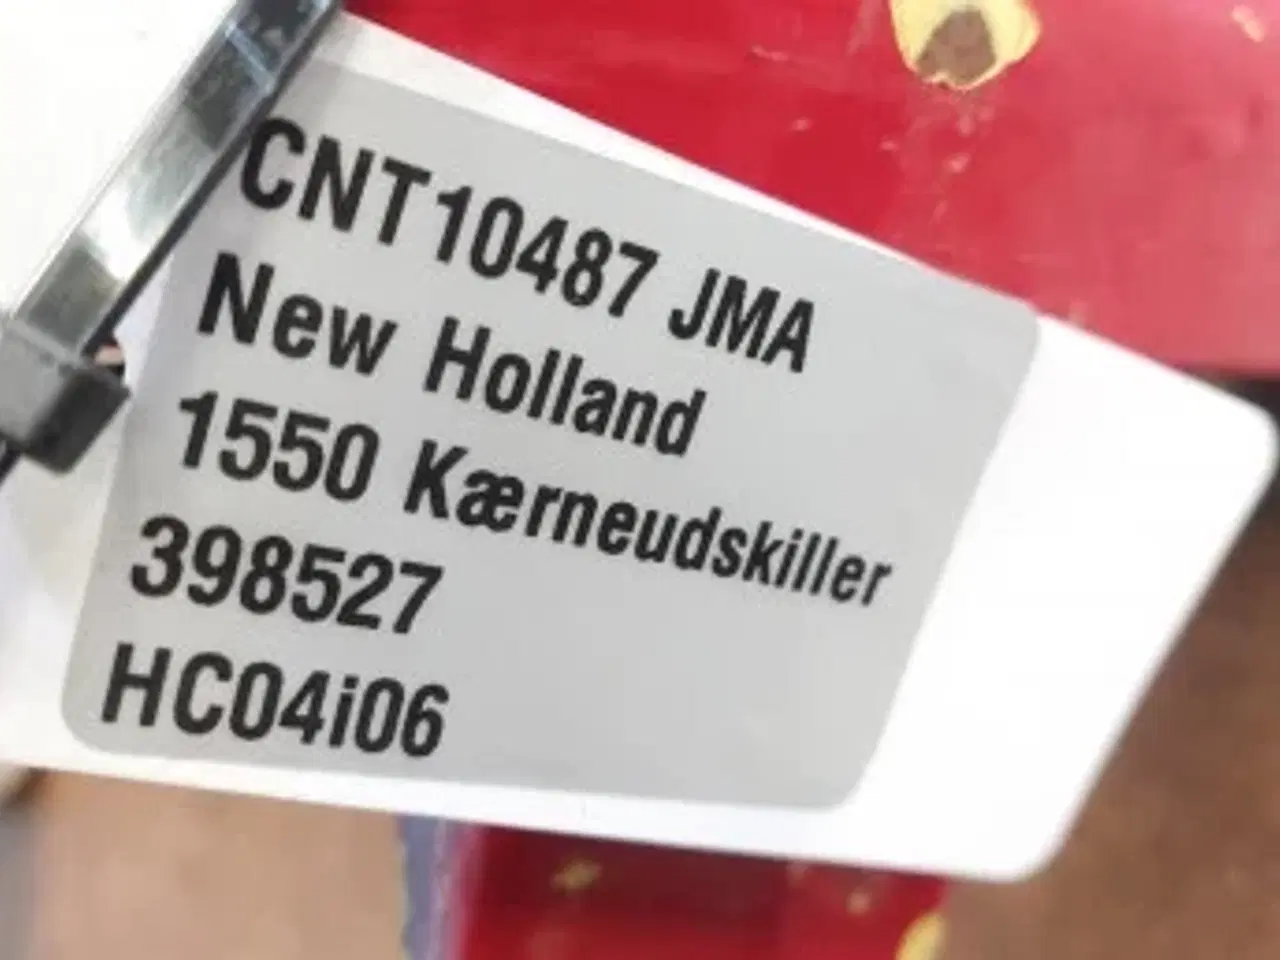 CNT10487 JMA
New Holland
1550 Kærneudskiller
398527
HC04i06